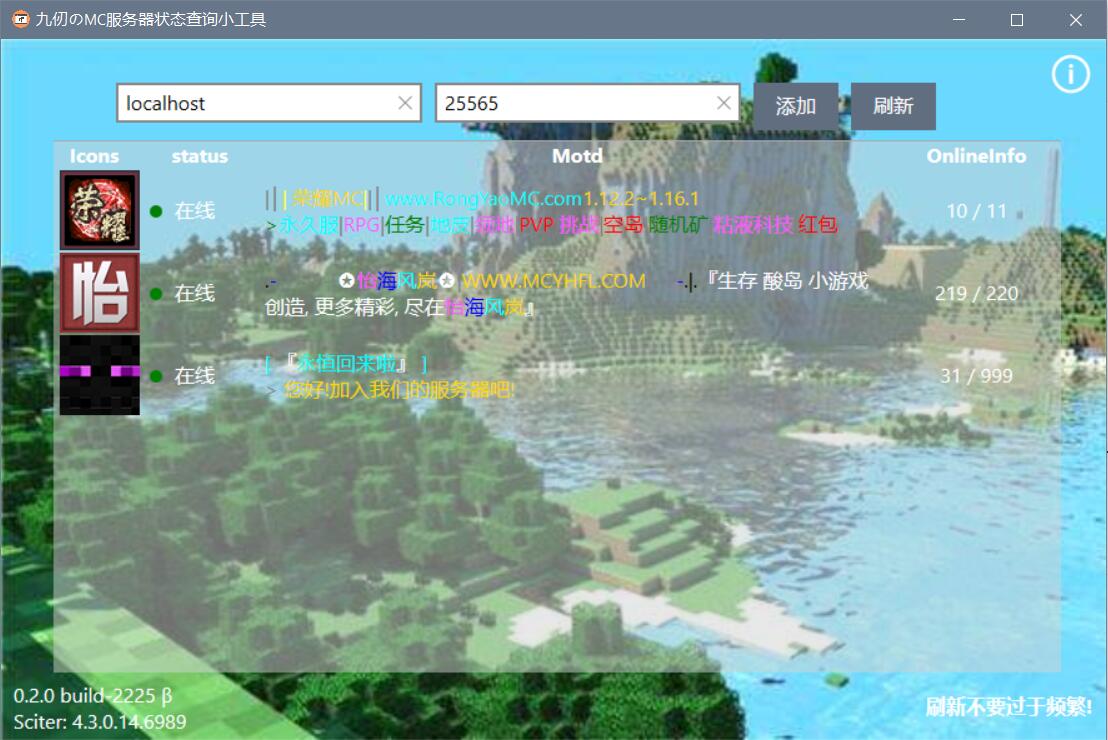 九仞のMC服务器状态查询小工具
localhost 25565 添加 刷新
Icons status Motd OnlineInfo
荣耀 在线 ||| 荣耀MC||| www.RongYaoMC.com1.12.2~1.16.1 10 / 11
>永久服|RPG|任务|地皮|领地 PVP 挑战|空岛 随机矿 粘液科技 红包
怡 在线 .- ✪怡海风岚✪ WWW.MCYHFL.COM -.|.『生存 酸岛 小游戏 219 / 220
创造, 更多精彩, 尽在怡海风岚』
在线 [ 『永恒回来啦』 ] 31 / 999
> 您好!加入我们的服务器吧!
0.2.0 build-2225 β
Sciter: 4.3.0.14.6989
刷新不要过于频繁!